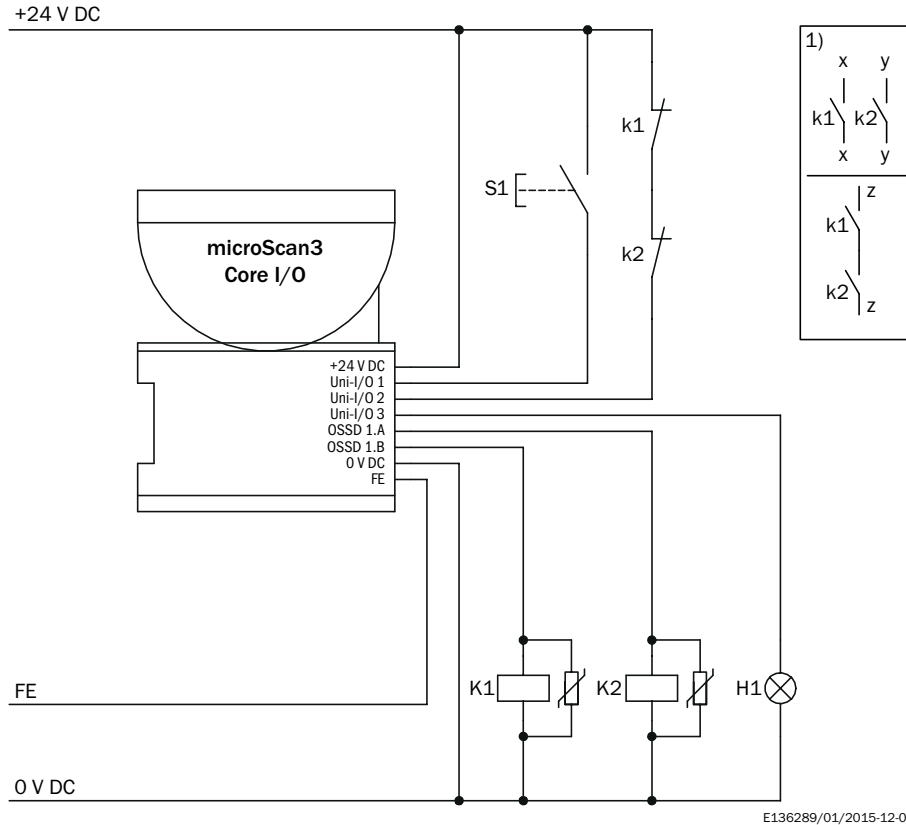 +24 V DC
1)
x y
k1 k2
x y
z
k1
k2
z
k1
S1
k2
microScan3
Core I/O
+24 V DC
Uni-I/O 1
Uni-I/O 2
Uni-I/O 3
OSSD 1.A
OSSD 1.B
0 V DC
FE
FE
K1
K2
H1
0 V DC
E136289/01/2015-12-0